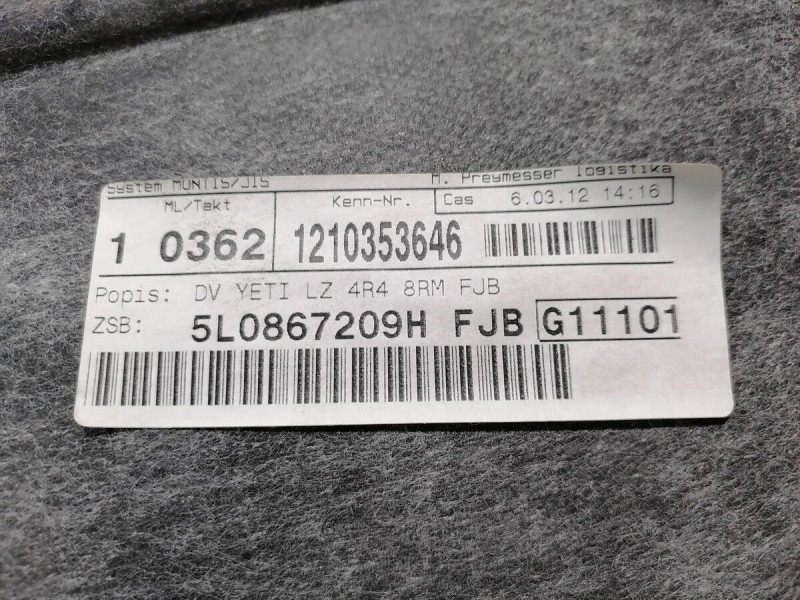 System MONTIS/JIS M. Preymesser logistika
ML/Takt Kenn-Nr. Cas 6.03.12 14:16
1 0362 1210353646
Popis: DV YETI LZ 4R4 8RM FJB
ZSB: 5L0867209H FJB G11101